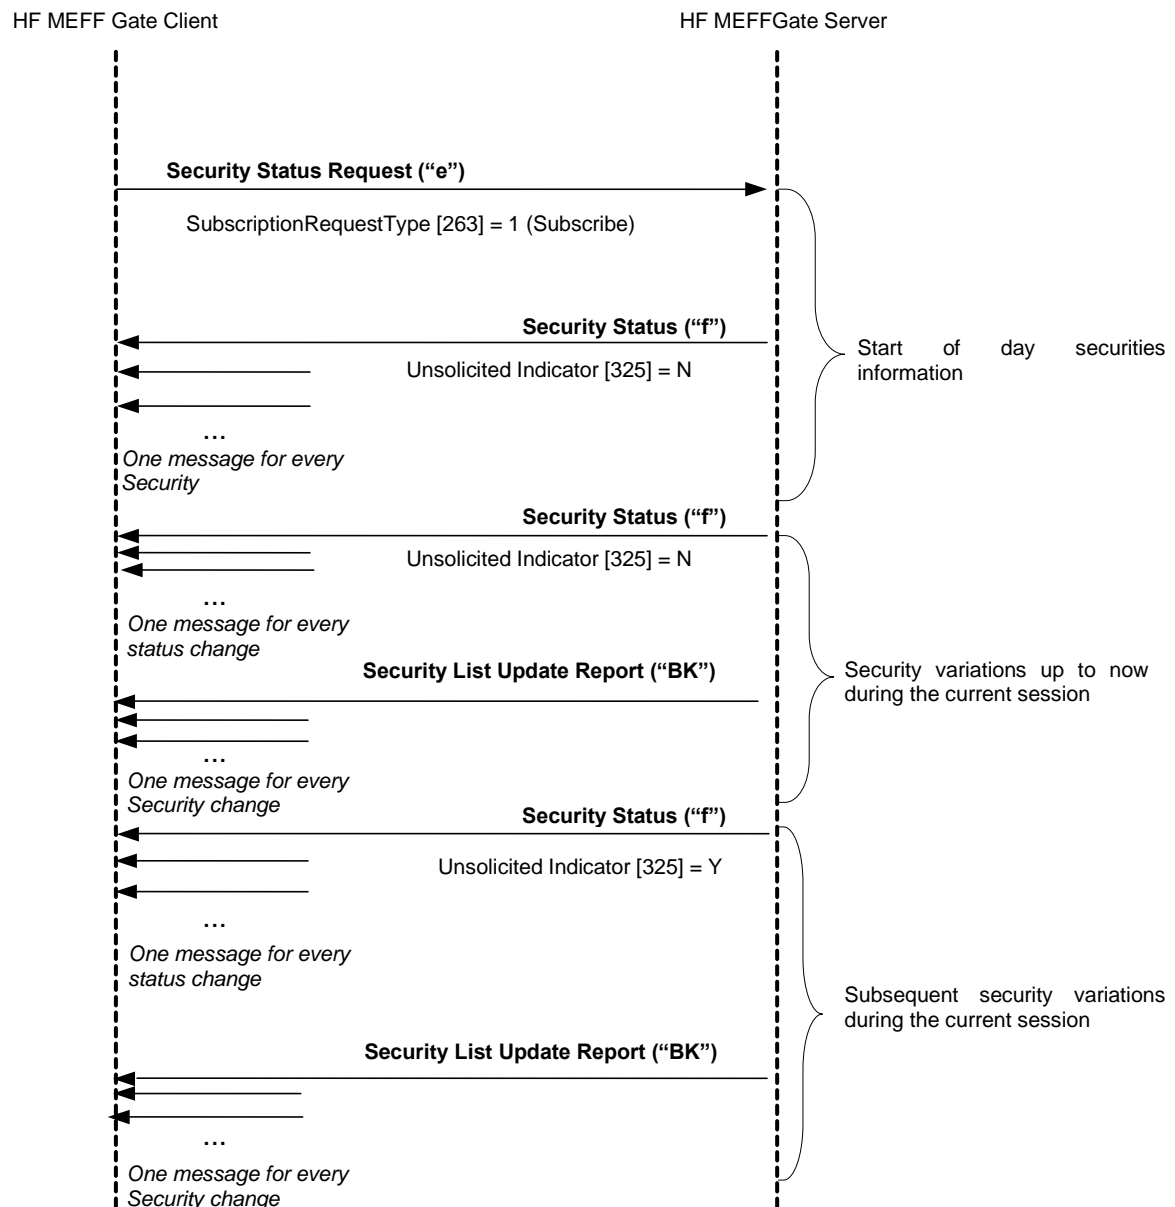 HF MEFF Gate Client
HF MEFFGate Server
Security Status Request (“e”)
SubscriptionRequestType [263] = 1 (Subscribe)
Security Status (“f”)
Unsolicited Indicator [325] = N
Start of day securities
information
...
One message for every
Security
Security Status (“f”)
Unsolicited Indicator [325] = N
...
One message for every
status change
Security List Update Report (“BK”)
Security variations up to now
during the current session
...
One message for every
Security change
Security Status (“f”)
Unsolicited Indicator [325] = Y
...
One message for every
status change
Subsequent security variations
during the current session
Security List Update Report (“BK”)
...
One message for every
Security change